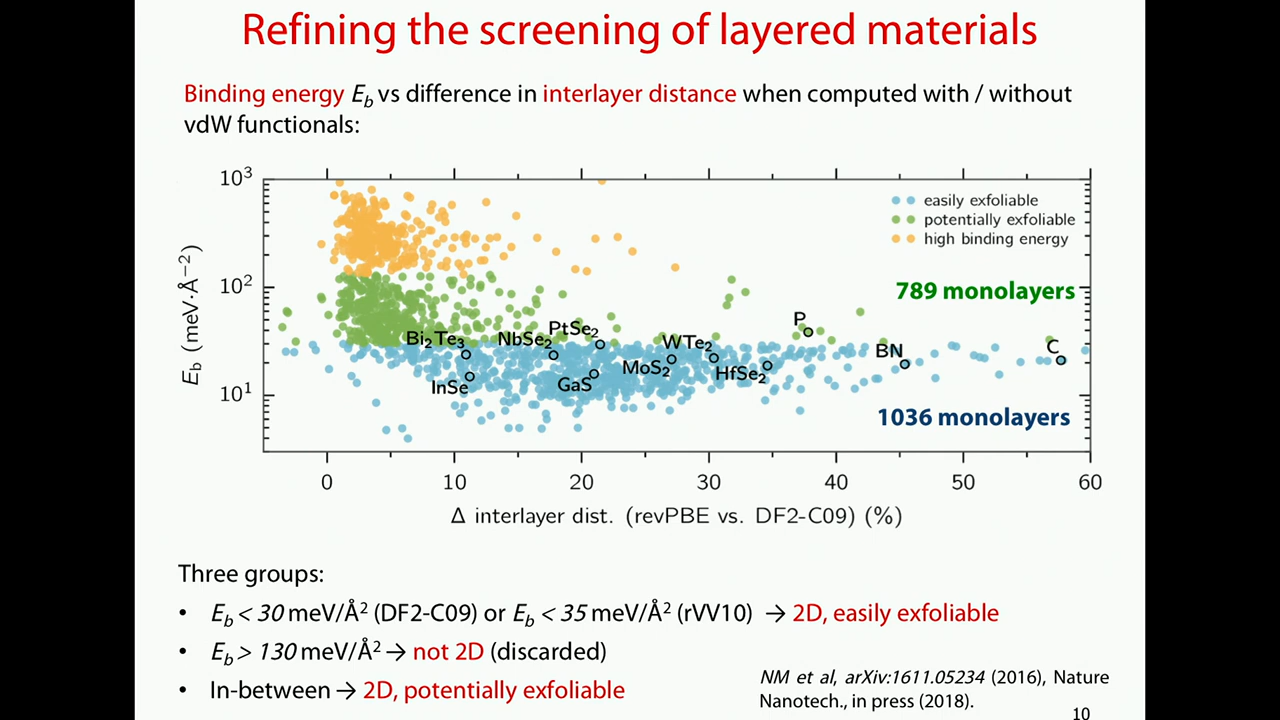 Refining the screening of layered materials
Binding energy E_b vs difference in interlayer distance when computed with / without
vdW functionals:
10³
10²
10¹
E_b (meV·Å⁻²)
easily exfoliable
potentially exfoliable
high binding energy
789 monolayers
1036 monolayers
Bi₂Te₃
NbSe₂
PtSe₂
WTe₂
P
BN
C
InSe
GaS
MoS₂
HfSe₂
0 10 20 30 40 50 60
Δ interlayer dist. (revPBE vs. DF2-C09) (%)
Three groups:
• E_b < 30 meV/Å² (DF2-C09) or E_b < 35 meV/Å² (rVV10) → 2D, easily exfoliable
• E_b > 130 meV/Å² → not 2D (discarded)
• In-between → 2D, potentially exfoliable
NM et al, arXiv:1611.05234 (2016), Nature
Nanotech., in press (2018).
10